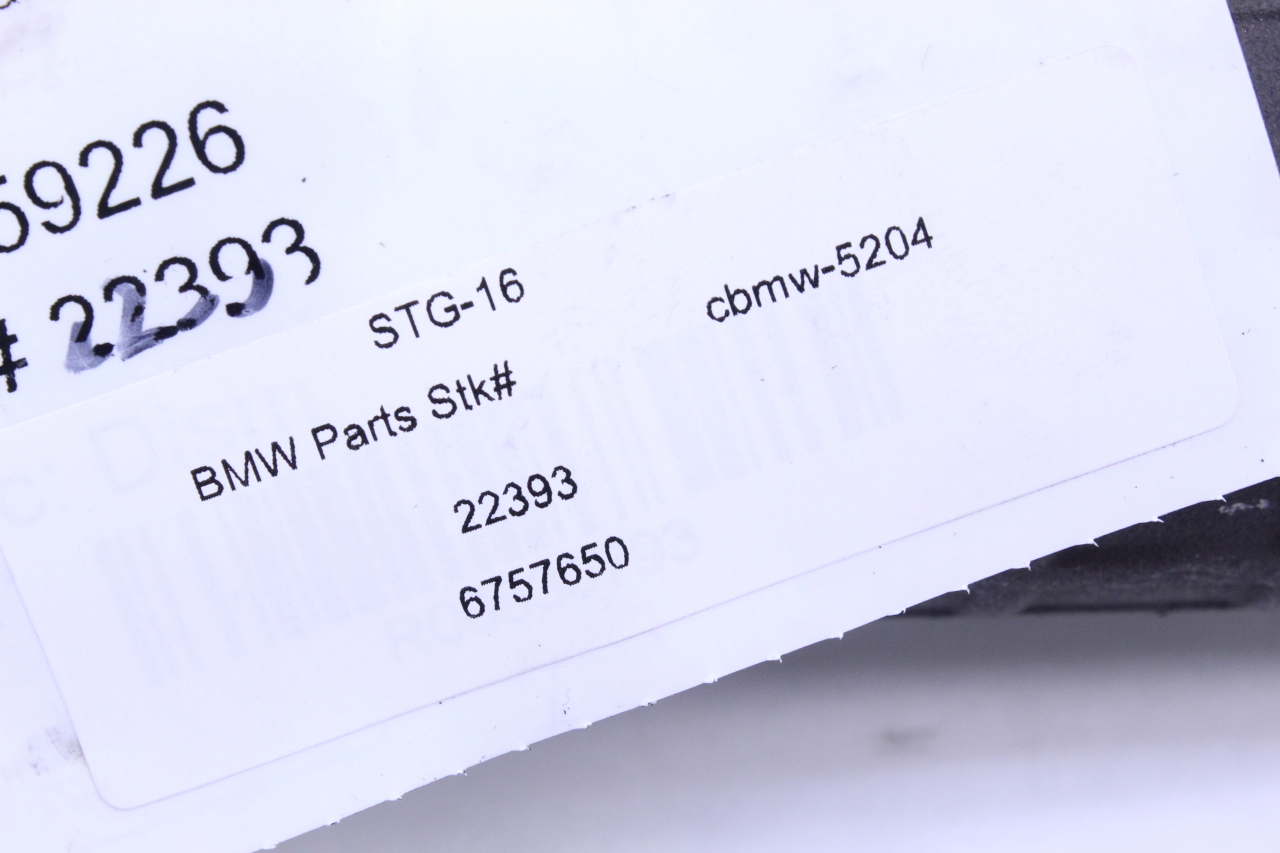 59226
# 22393
STG-16 cbmw-5204
BMW Parts Stk#
22393
6757650